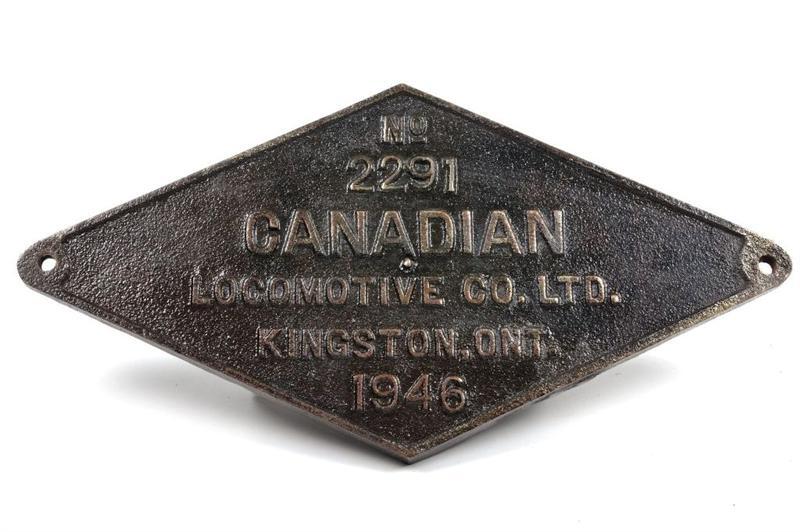 No
2291
CANADIAN
LOCOMOTIVE CO. LTD.
KINGSTON, ONT.
1946